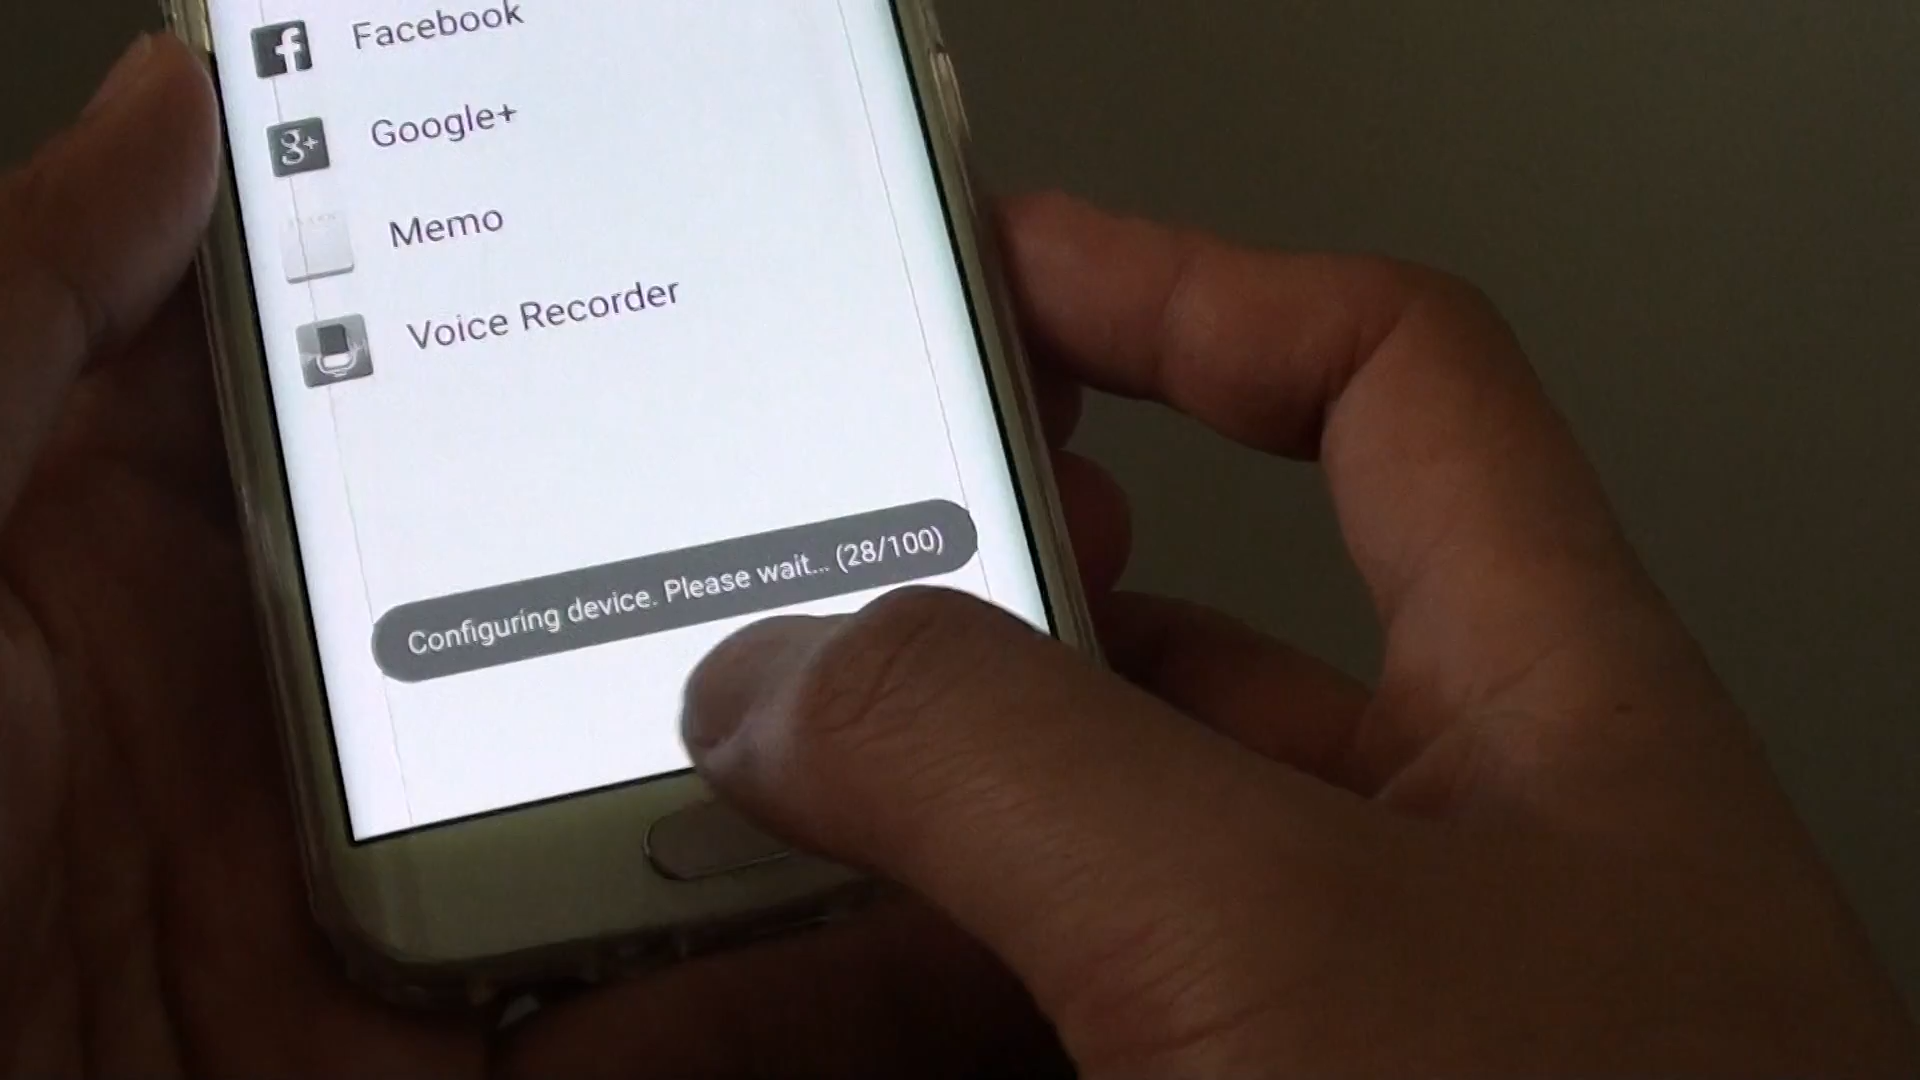 Facebook
g+ Google+
Memo
Voice Recorder
Configuring device. Please wait... (28/100)